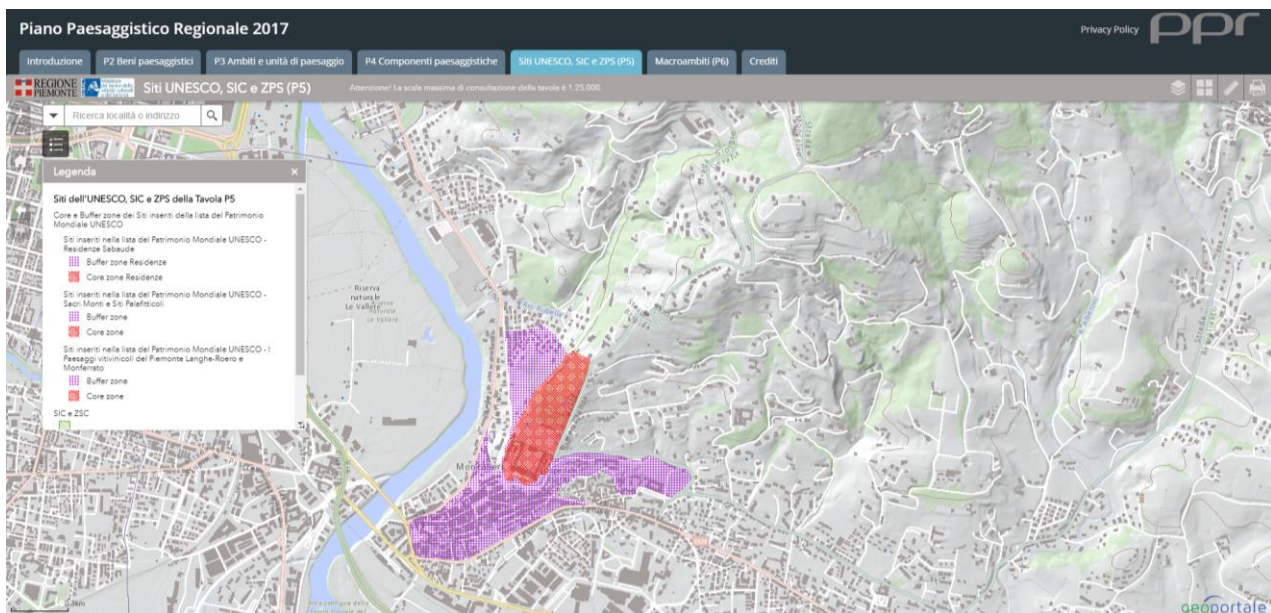 Piano Paesaggistico Regionale 2017
Privacy Policy
ppr
Introduzione
P2 Beni paesaggistici
P3 Ambiti e unità di paesaggio
P4 Componenti paesaggistiche
Siti UNESCO, SIC e ZPS (P5)
Macroambiti (P6)
Crediti
REGIONE
PIEMONTE
Siti UNESCO, SIC e ZPS (P5)
Attenzione! La scala massima di consultazione della tavola è 1:25.000.
Ricerca località o indirizzo
Legenda
Siti dell'UNESCO, SIC e ZPS della Tavola P5
Core e Buffer zone dei Siti inseriti della lista del Patrimonio
Mondiale UNESCO
Siti inseriti nella lista del Patrimonio Mondiale UNESCO -
Residenze Sabaude
Buffer zone Residenze
Core zone Residenze
Siti inseriti nella lista del Patrimonio Mondiale UNESCO -
Sacri Monti e Siti Palafitticoli
Buffer zone
Core zone
Siti inseriti nella lista del Patrimonio Mondiale UNESCO - I
Paesaggi vitivinicoli del Piemonte Langhe-Roero e
Monferrato
Buffer zone
Core zone
SIC e ZSC
Riserva
naturale
Le Vallere
geoportale